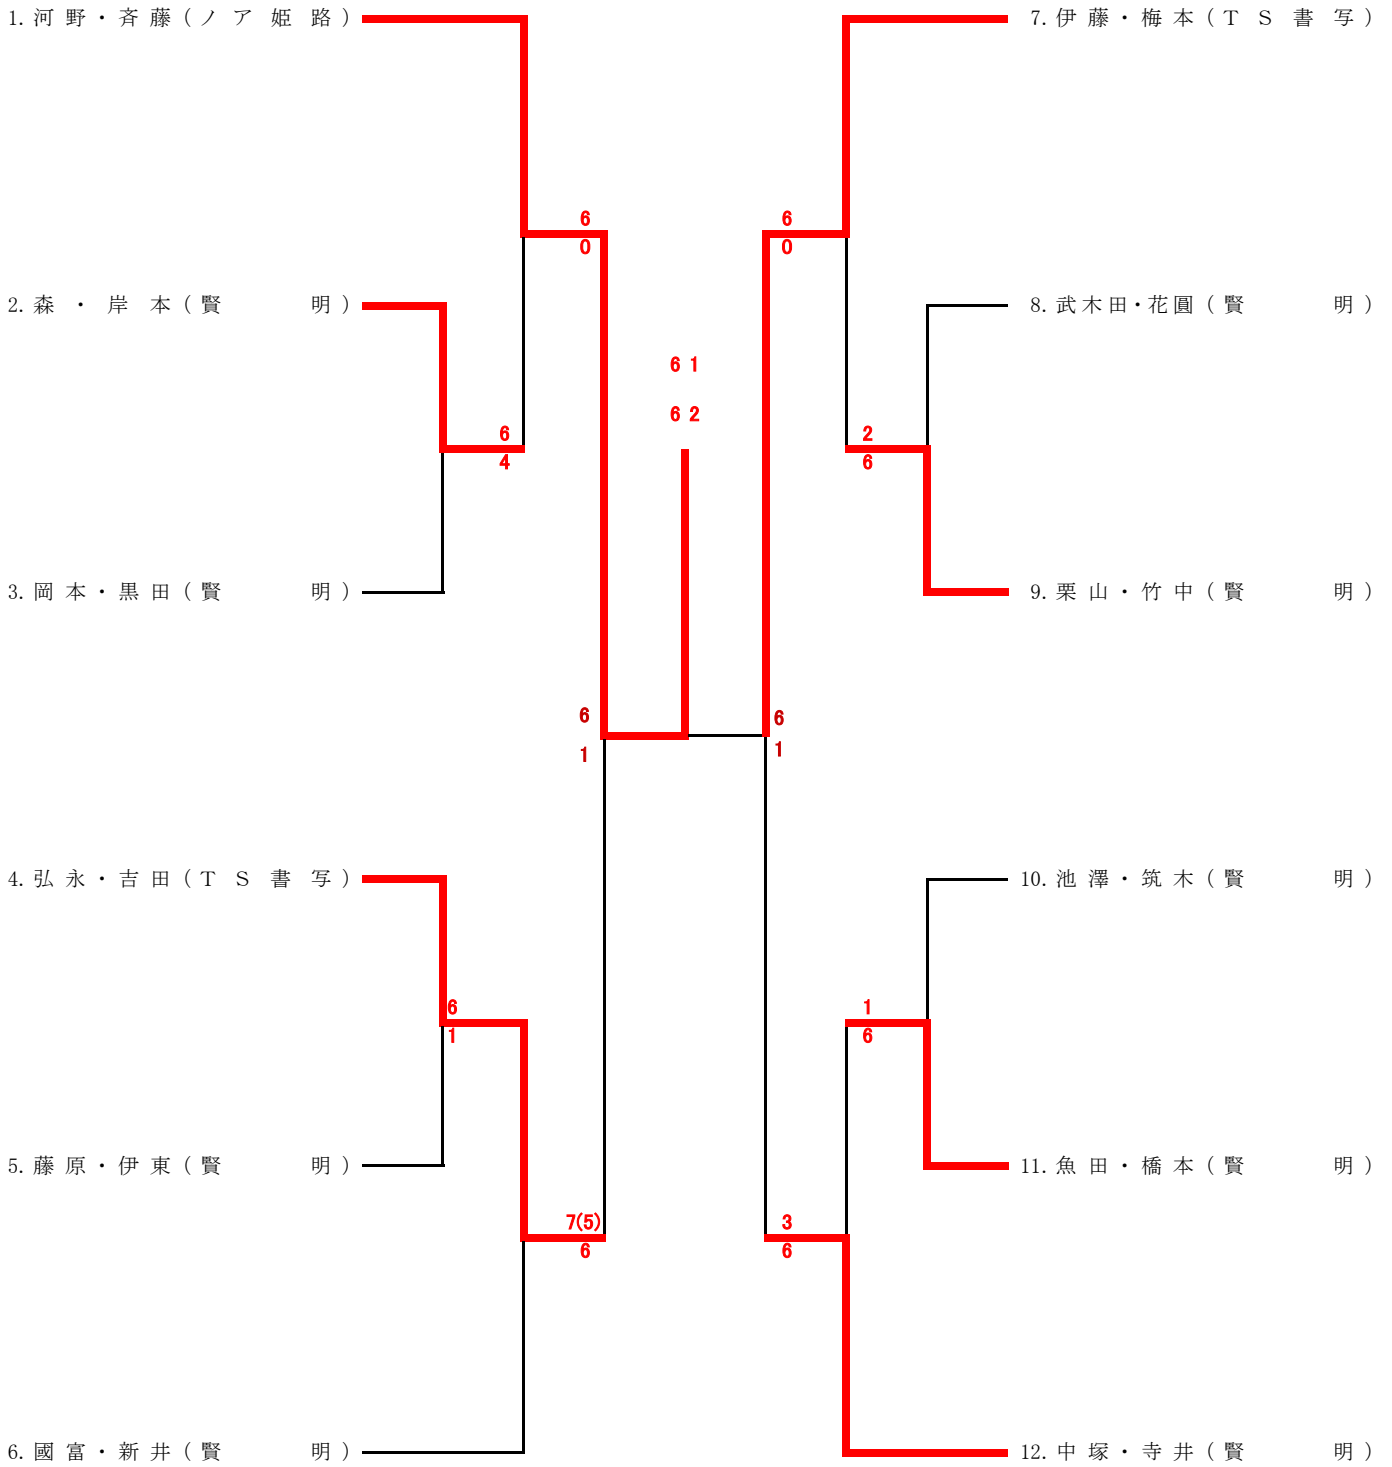 1. 河野・斉藤(ノア姫路)
7. 伊藤・梅本(TS書写)
6
0
6
0
2. 森・岸本(賢明)
8. 武木田・花圓(賢明)
6 1
6 2
6
4
2
6
3. 岡本・黒田(賢明)
9. 栗山・竹中(賢明)
6
1
6
1
4. 弘永・吉田(TS書写)
10. 池澤・筑木(賢明)
6
1
1
6
5. 藤原・伊東(賢明)
11. 魚田・橋本(賢明)
7(5)
6
3
6
6. 國富・新井(賢明)
12. 中塚・寺井(賢明)